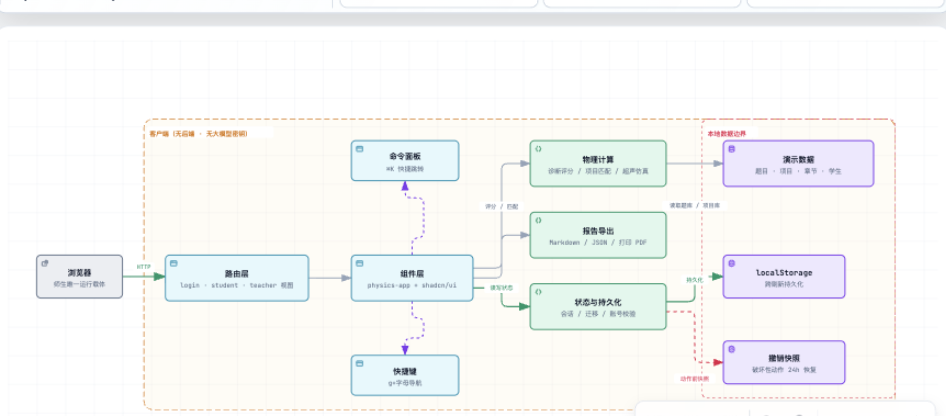 客户端（无后端 · 无大模型密钥）
本地数据边界
命令面板
⌘K 快捷跳转
物理计算
诊断评分 / 项目匹配 / 超声仿真
演示数据
题目 · 项目 · 章节 · 学生
评分 / 匹配
读取题库 / 项目库
报告导出
Markdown / JSON / 打印 PDF
浏览器
师生唯一运行载体
HTTP
路由层
login · student · teacher 视图
组件层
physics-app + shadcn/ui
读写状态
状态与持久化
会话 / 迁移 / 账号校验
持久化
localStorage
跨刷新持久化
快捷键
g+字母导航
动作前快照
撤销快照
破坏性动作 24h 恢复